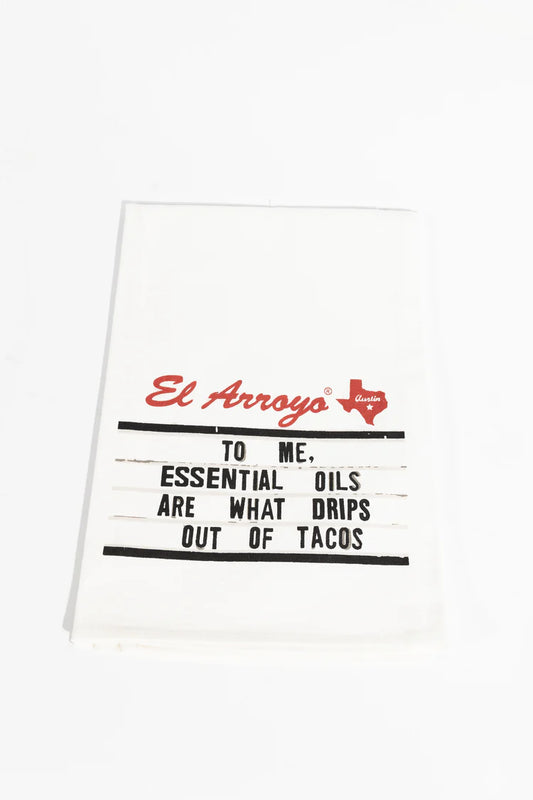 El Arroyo® Austin
TO ME,
ESSENTIAL OILS
ARE WHAT DRIPS
OUT OF TACOS